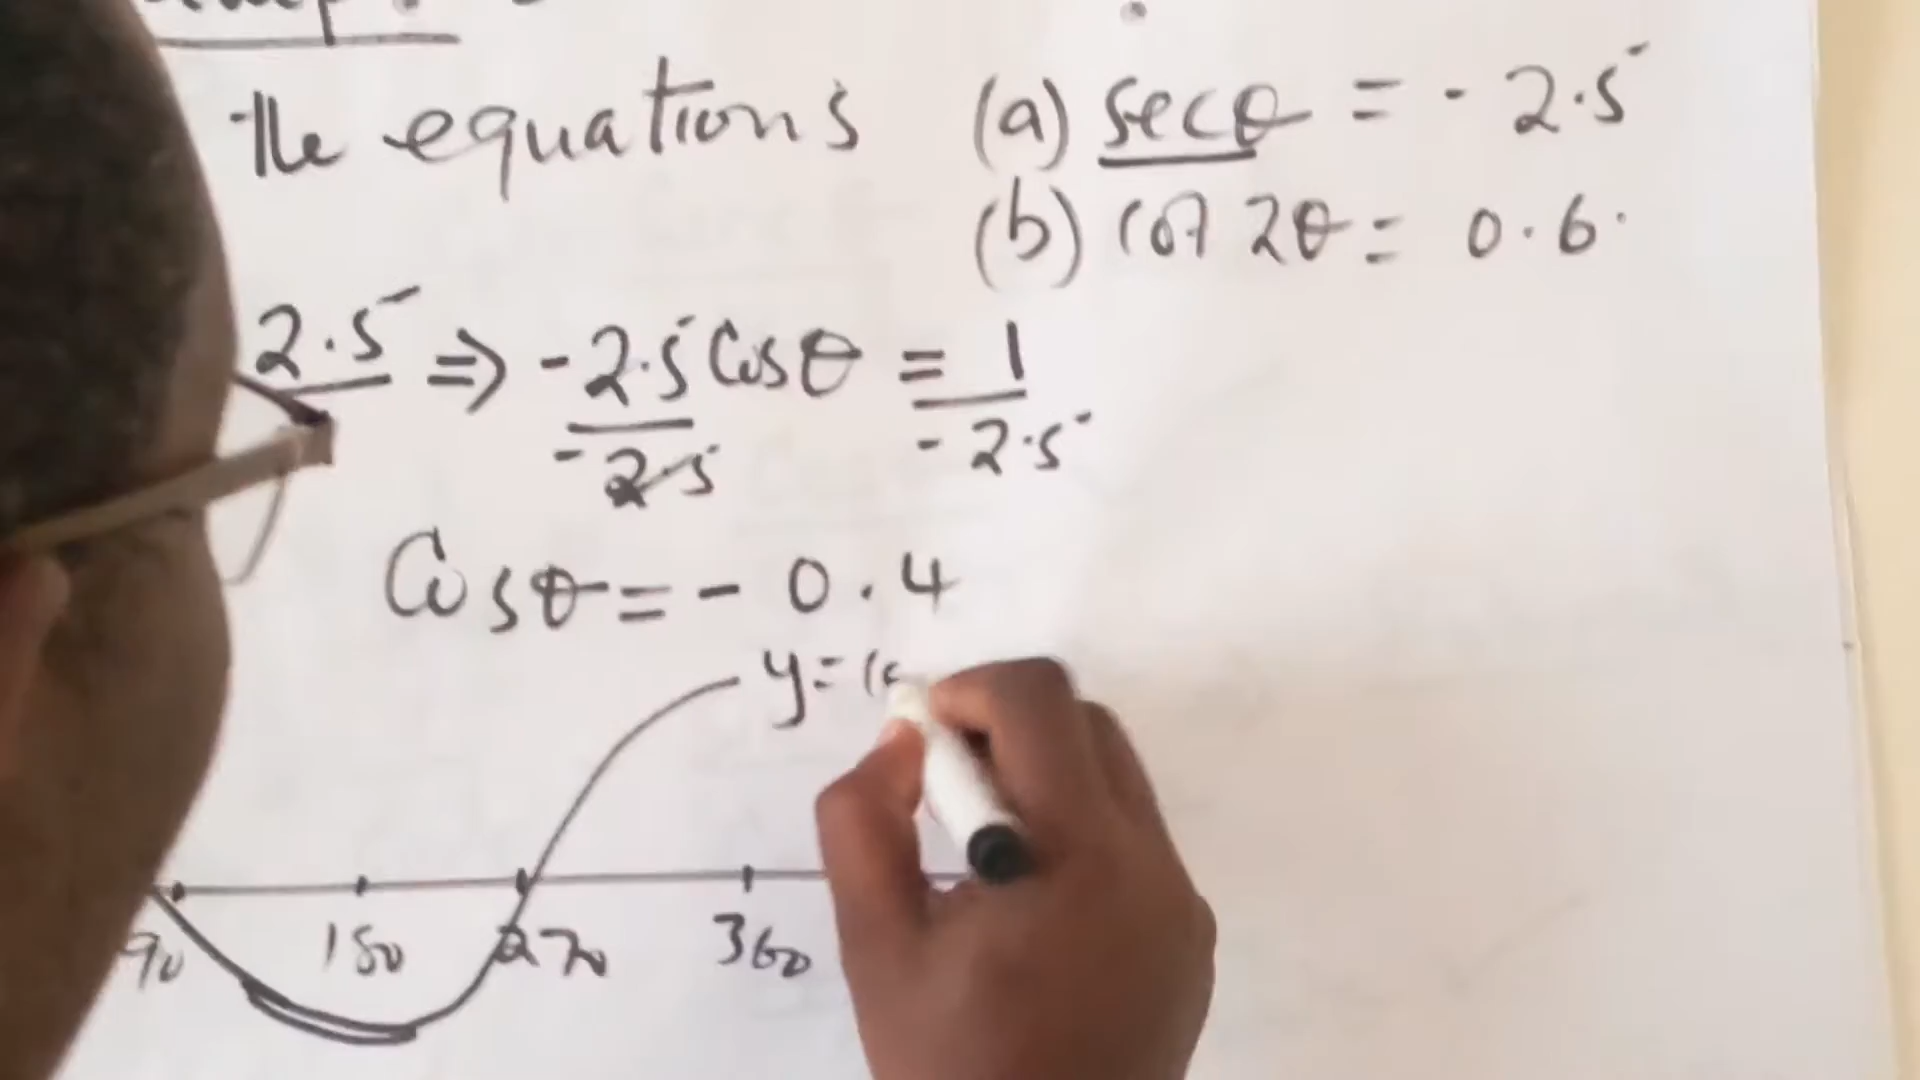 the equations (a) secθ = - 2.5
(b) cot 2θ = 0.6.
2.5 ⇒ -2.5 Cosθ = 1
-2.5 -2.5
Cosθ = - 0.4
y=
90 180 270 360